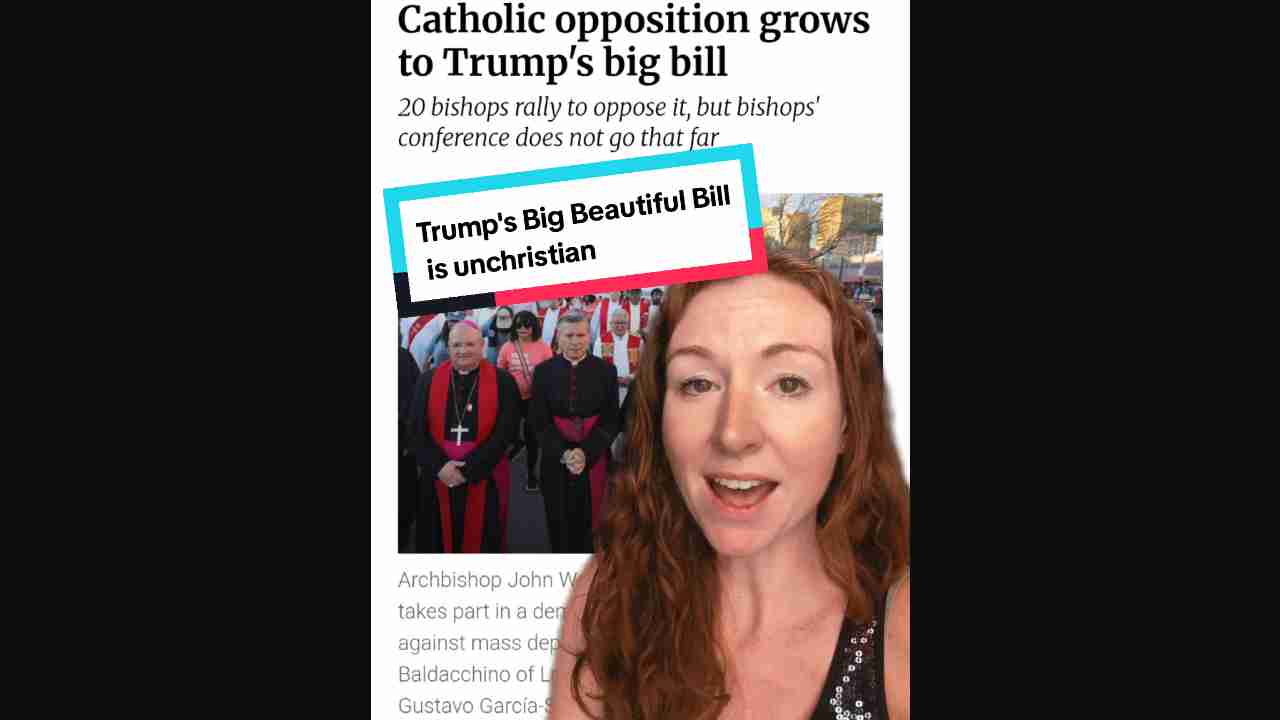 Catholic opposition grows
to Trump's big bill
20 bishops rally to oppose it, but bishops'
conference does not go that far
Trump's Big Beautiful Bill
is unchristian
Archbishop John W
takes part in a
against mass
Baldacchino of
Gustavo